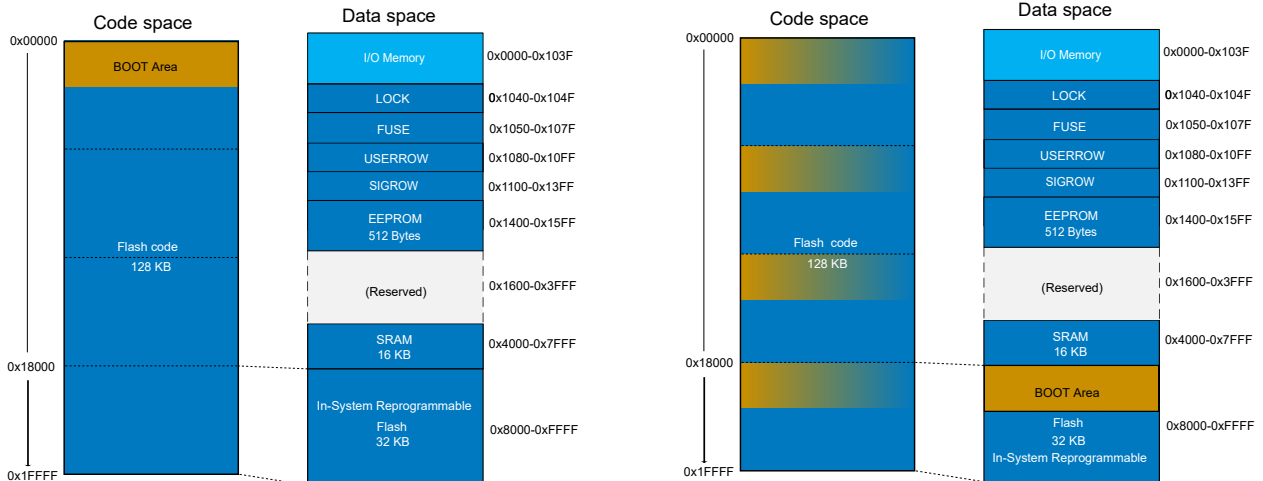 Code space
Data space
0x00000
BOOT Area
I/O Memory
0x0000-0x103F
LOCK
0x1040-0x104F
FUSE
0x1050-0x107F
USERROW
0x1080-0x10FF
SIGROW
0x1100-0x13FF
EEPROM
512 Bytes
0x1400-0x15FF
Flash code
128 KB
(Reserved)
0x1600-0x3FFF
SRAM
16 KB
0x4000-0x7FFF
0x18000
In-System Reprogrammable
Flash
32 KB
0x8000-0xFFFF
0x1FFFF
Code space
Data space
0x00000
I/O Memory
0x0000-0x103F
LOCK
0x1040-0x104F
FUSE
0x1050-0x107F
USERROW
0x1080-0x10FF
SIGROW
0x1100-0x13FF
EEPROM
512 Bytes
0x1400-0x15FF
Flash code
128 KB
(Reserved)
0x1600-0x3FFF
SRAM
16 KB
0x4000-0x7FFF
0x18000
BOOT Area
Flash
32 KB
In-System Reprogrammable
0x8000-0xFFFF
0x1FFFF